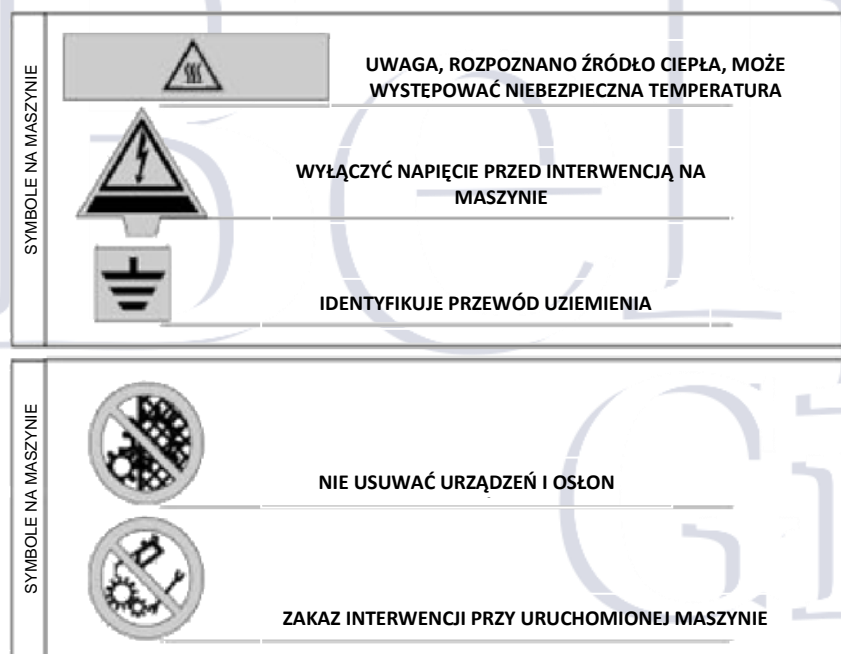 SYMBOLE NA MASZYNIE
UWAGA, ROZPOZNANO ŹRÓDŁO CIEPŁA, MOŻE
WYSTĘPOWAĆ NIEBEZPIECZNA TEMPERATURA
WYŁĄCZYĆ NAPIĘCIE PRZED INTERWENCJĄ NA
MASZYNIE
IDENTYFIKUJE PRZEWÓD UZIEMIENIA
SYMBOLE NA MASZYNIE
NIE USUWAĆ URZĄDZEŃ I OSŁON
ZAKAZ INTERWENCJI PRZY URUCHOMIONEJ MASZYNIE